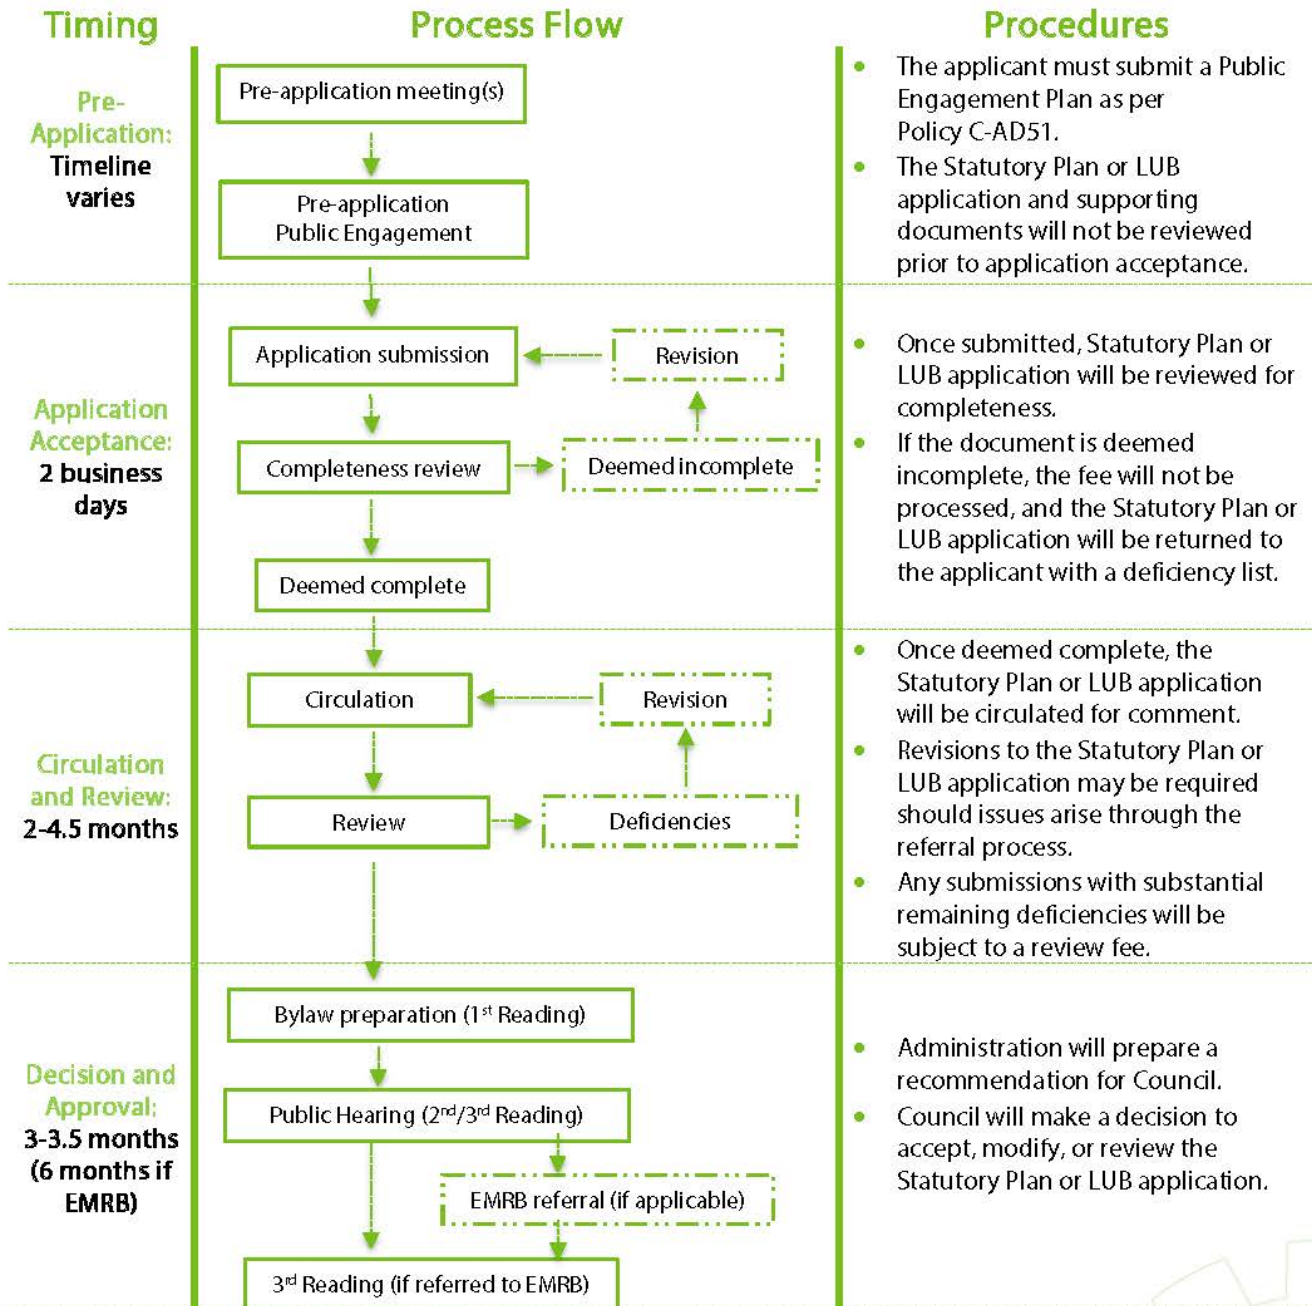 Timing
Process Flow
Procedures
Pre-
Application:
Timeline
varies
Pre-application meeting(s)
Pre-application
Public Engagement
• The applicant must submit a Public
Engagement Plan as per
Policy C-AD51.
• The Statutory Plan or LUB
application and supporting
documents will not be reviewed
prior to application acceptance.
Application
Acceptance:
2 business
days
Application submission
Revision
Completeness review
Deemed incomplete
Deemed complete
• Once submitted, Statutory Plan or
LUB application will be reviewed for
completeness.
• If the document is deemed
incomplete, the fee will not be
processed, and the Statutory Plan or
LUB application will be returned to
the applicant with a deficiency list.
Circulation
and Review:
2-4.5 months
Circulation
Revision
Review
Deficiencies
• Once deemed complete, the
Statutory Plan or LUB application
will be circulated for comment.
• Revisions to the Statutory Plan or
LUB application may be required
should issues arise through the
referral process.
• Any submissions with substantial
remaining deficiencies will be
subject to a review fee.
Decision and
Approval:
3-3.5 months
(6 months if
EMRB)
Bylaw preparation (1st Reading)
Public Hearing (2nd/3rd Reading)
EMRB referral (if applicable)
3rd Reading (if referred to EMRB)
• Administration will prepare a
recommendation for Council.
• Council will make a decision to
accept, modify, or review the
Statutory Plan or LUB application.